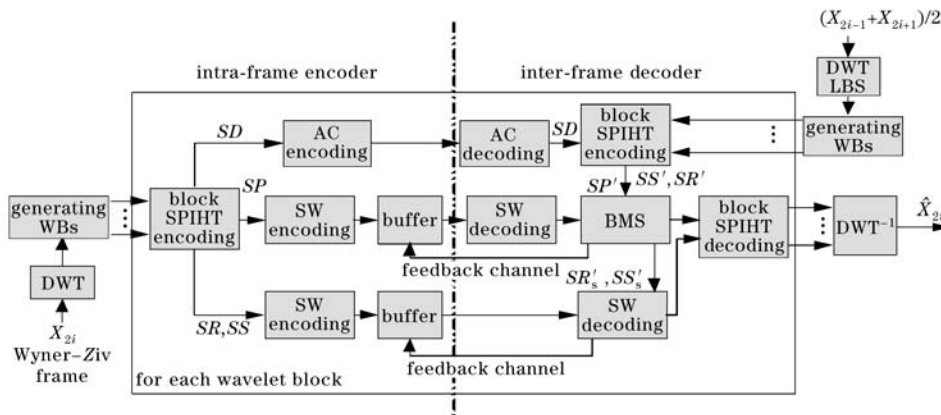 (X2i−1+X2i+1)/2
DWT
LBS
generating
WBs
intra-frame encoder
inter-frame decoder
SD
AC
encoding
AC
decoding
SD
block
SPIHT
encoding
SP
SP′
SS′, SR′
generating
WBs
block
SPIHT
encoding
SW
encoding
buffer
SW
decoding
BMS
block
SPIHT
decoding
DWT−1
X̂2i
feedback channel
DWT
X2i
Wyner–Ziv
frame
SR, SS
SW
encoding
buffer
SR′s , SS′s
SW
decoding
feedback channel
for each wavelet block